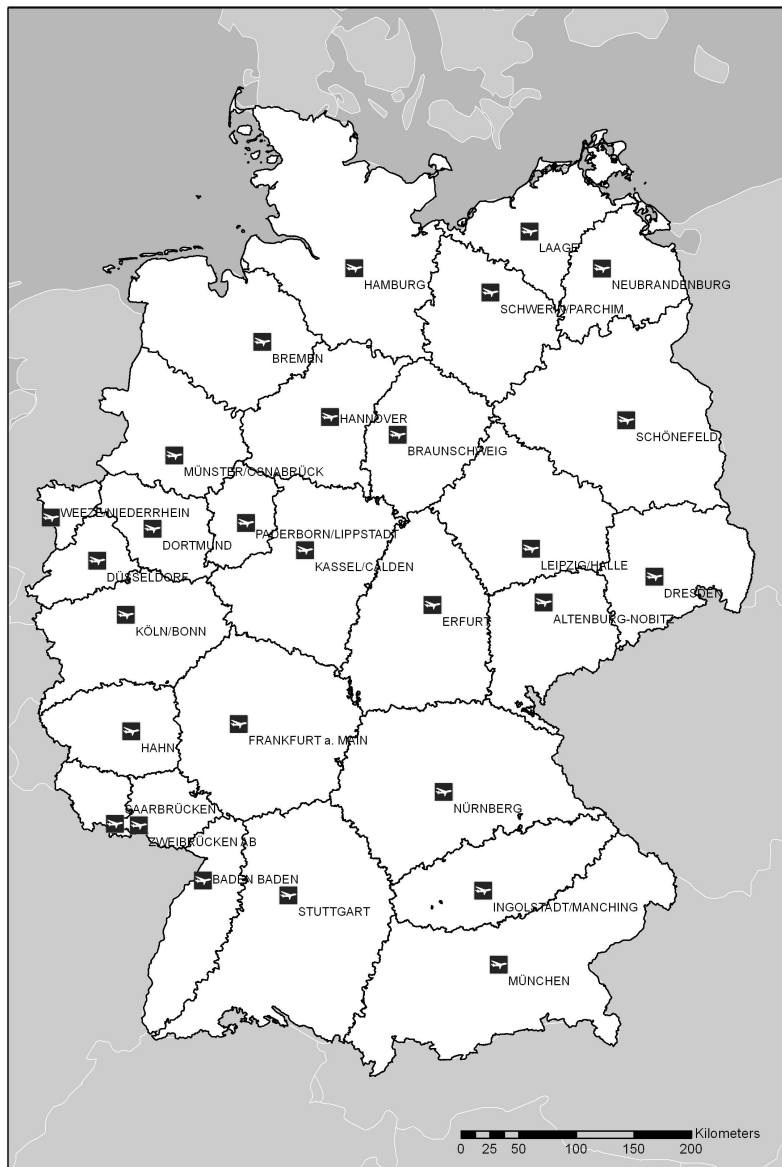 LAAGE
HAMBURG
NEUBRANDENBURG
SCHWERIN/PARCHIM
BREMEN
HANNOVER
BRAUNSCHWEIG
SCHÖNEFELD
MÜNSTER/OSNABRÜCK
WEEZE/NIEDERRHEIN
DORTMUND
PADERBORN/LIPPSTADT
KASSEL/CALDEN
LEIPZIG/HALLE
DÜSSELDORF
DRESDEN
KÖLN/BONN
ERFURT
ALTENBURG-NOBITZ
HAHN
FRANKFURT a. MAIN
NÜRNBERG
SAARBRÜCKEN
ZWEIBRÜCKEN AB
BADEN BADEN
STUTTGART
INGOLSTADT/MANCHING
MÜNCHEN
Kilometers
0 25 50 100 150 200